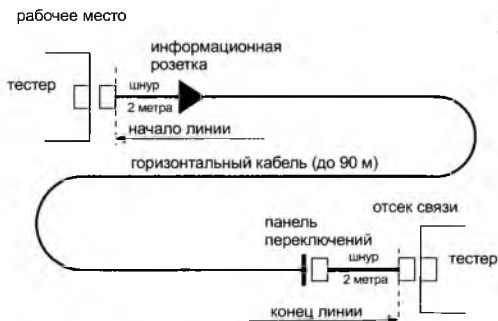 рабочее место
информационная
розетка
тестер
шнур
2 метра
начало линии
горизонтальный кабель (до 90 м)
отсек связи
панель
переключений
шнур
2 метра
тестер
конец линии